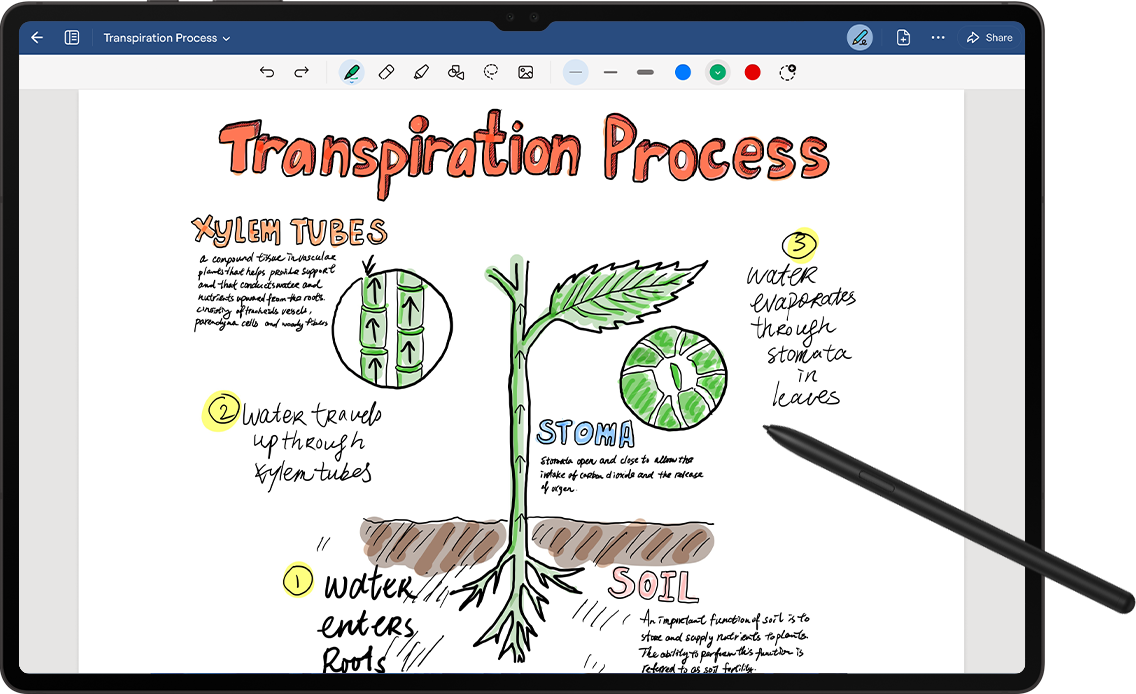 Transpiration Process
Share
Transpiration Process
XYLEM TUBES
a compound tissue in vascular
plants that helps provide support
and that conducts water and
nutrients upward from the roots.
consisting of tracheids vessels,
parenchyma cells and woody fibers
3
water
evaporates
through
stomata
in
leaves
2
water travels
up through
xylem tubes
STOMA
Stomata open and close to allow the
intake of carbon dioxide and the release
of
SOIL
1
water
enters
Roots
An important function of soil is to
store and supply nutrients to plants.
The ability to perform this function is
referred to as soil fertility.